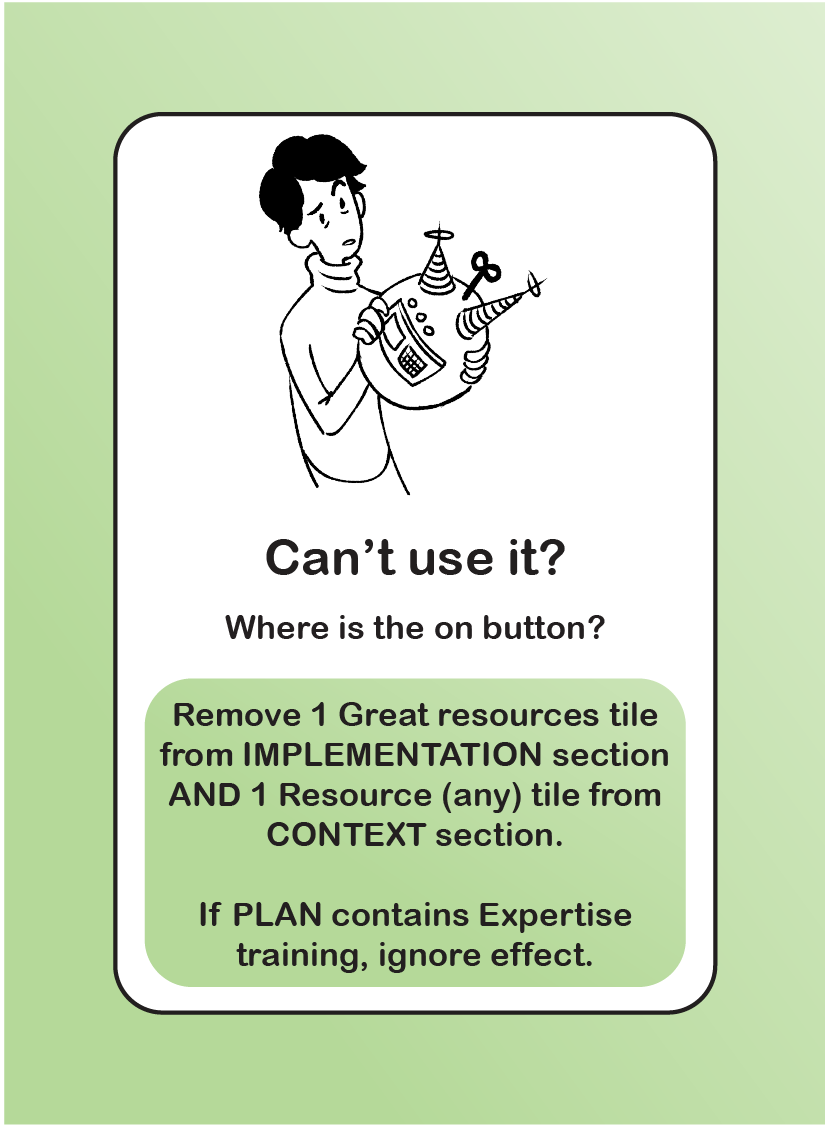 Can’t use it?
Where is the on button?
Remove 1 Great resources tile
from IMPLEMENTATION section
AND 1 Resource (any) tile from
CONTEXT section.
If PLAN contains Expertise
training, ignore effect.